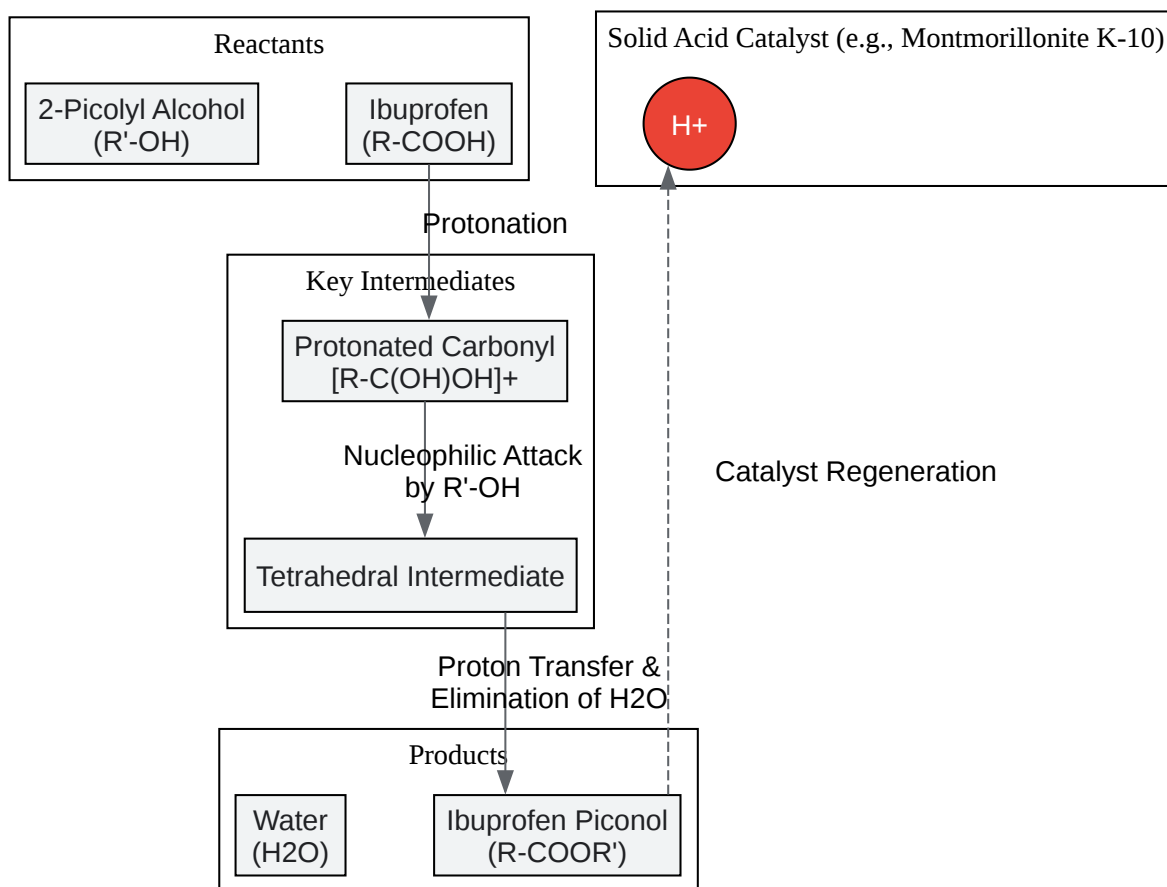 Reactants
2-Picolyl Alcohol
(R'-OH)
Ibuprofen
(R-COOH)
Solid Acid Catalyst (e.g., Montmorillonite K-10)
H+
Protonation
Key Intermediates
Protonated Carbonyl
[R-C(OH)OH]+
Nucleophilic Attack
by R'-OH
Catalyst Regeneration
Tetrahedral Intermediate
Proton Transfer &
Elimination of H2O
Products
Water
(H2O)
Ibuprofen Piconol
(R-COOR')